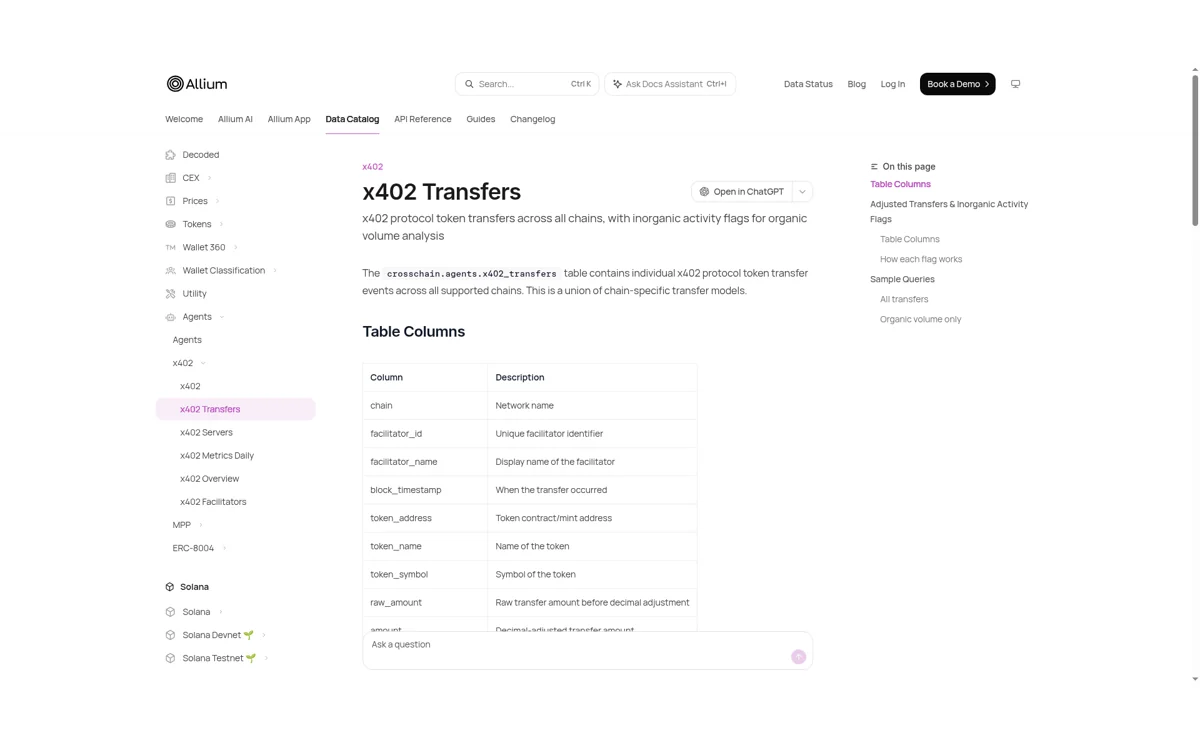 Allium
Search...
Ctrl K
Ask Docs Assistant
Ctrl+I
Data Status
Blog
Log In
Book a Demo
Welcome
Allium AI
Allium App
Data Catalog
API Reference
Guides
Changelog
Decoded
CEX
Prices
Tokens
Wallet 360
Wallet Classification
Utility
Agents
Agents
x402
x402
x402 Transfers
x402 Servers
x402 Metrics Daily
x402 Overview
x402 Facilitators
MPP
ERC-8004
Solana
Solana
Solana Devnet 🌱
Solana Testnet 🌱
x402
x402 Transfers
Open in ChatGPT
x402 protocol token transfers across all chains, with inorganic activity flags for organic
volume analysis
The crosschain.agents.x402_transfers table contains individual x402 protocol token transfer
events across all supported chains. This is a union of chain-specific transfer models.
Table Columns
Column Description
chain Network name
facilitator_id Unique facilitator identifier
facilitator_name Display name of the facilitator
block_timestamp When the transfer occurred
token_address Token contract/mint address
token_name Name of the token
token_symbol Symbol of the token
raw_amount Raw transfer amount before decimal adjustment
amount Decimal-adjusted transfer amount
Ask a question
On this page
Table Columns
Adjusted Transfers & Inorganic Activity
Flags
Table Columns
How each flag works
Sample Queries
All transfers
Organic volume only